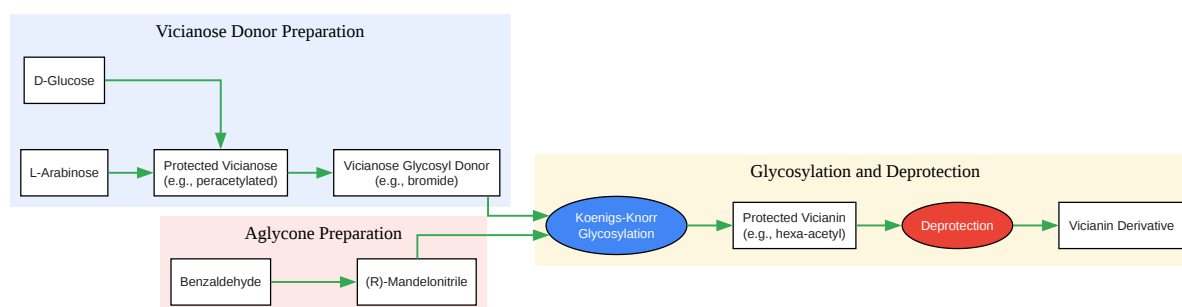 Vicianose Donor Preparation
D-Glucose
L-Arabinose
Protected Vicianose
(e.g., peracetylated)
Vicianose Glycosyl Donor
(e.g., bromide)
Aglycone Preparation
Benzaldehyde
(R)-Mandelonitrile
Glycosylation and Deprotection
Koenigs-Knorr
Glycosylation
Protected Vicianin
(e.g., hexa-acetyl)
Deprotection
Vicianin Derivative